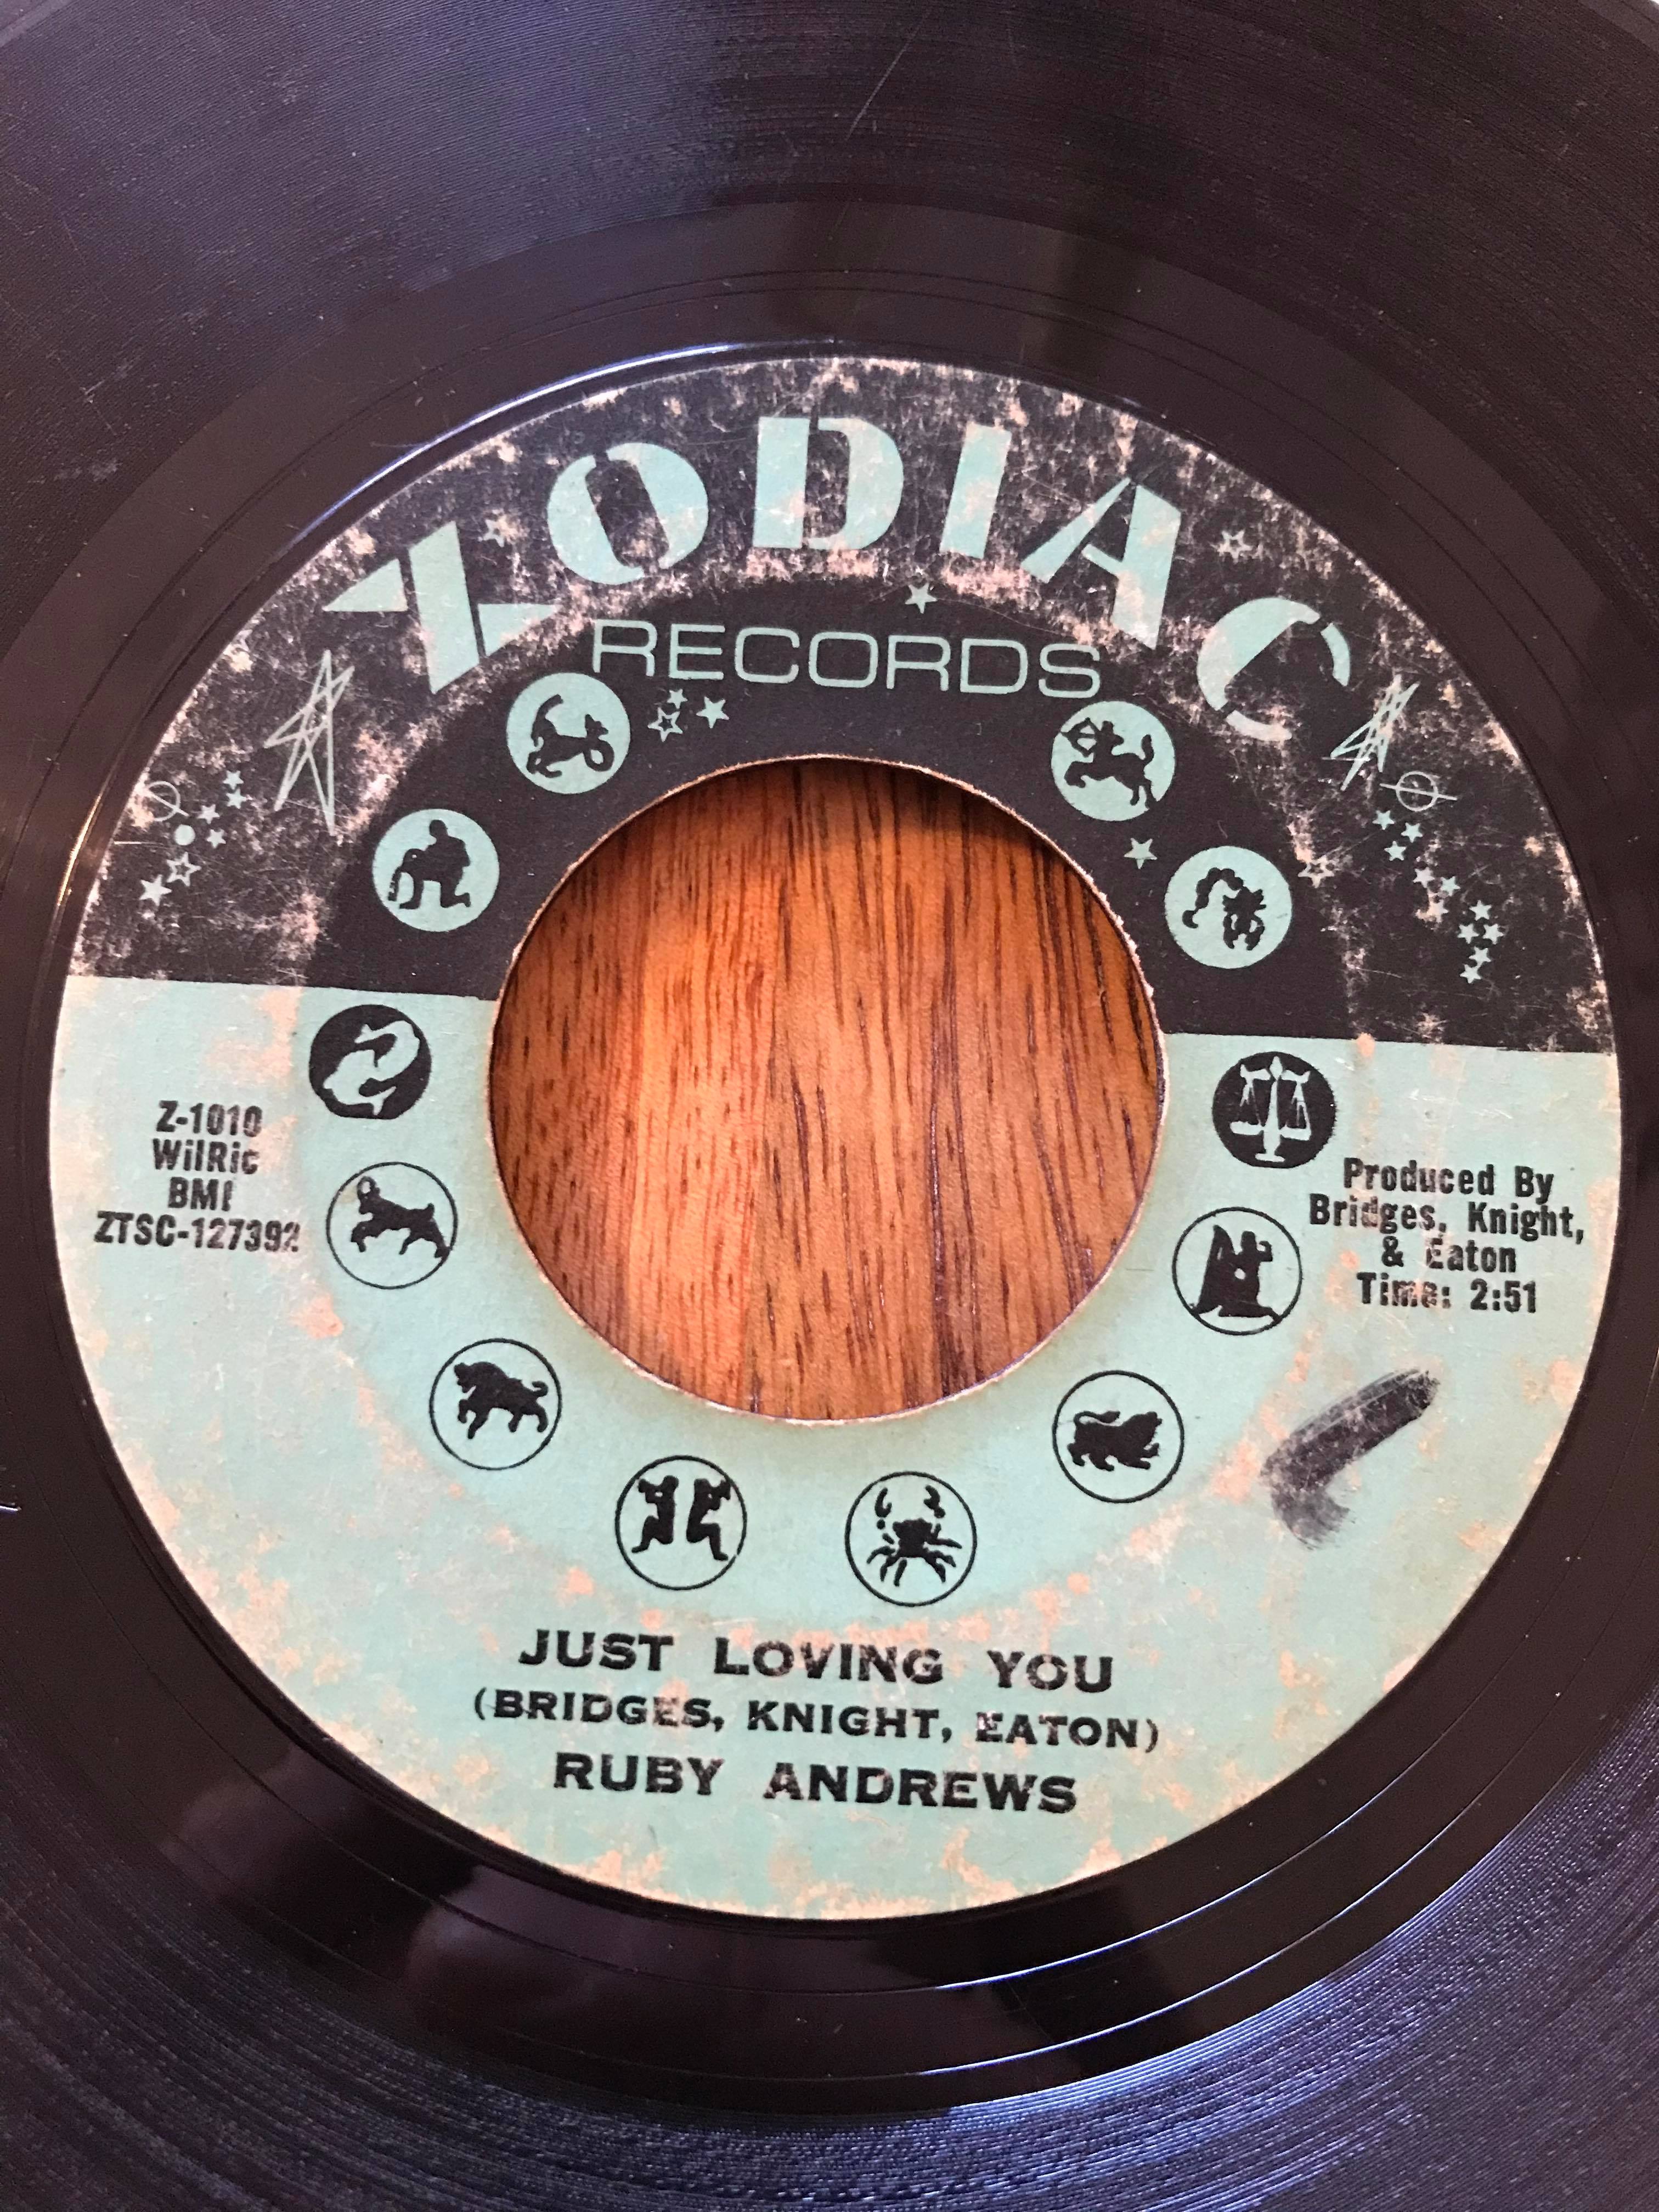 ZODIAC
RECORDS
Z-1010
WilRic
BMI
ZTSC-127392
Produced By
Bridges, Knight,
& Eaton
Time: 2:51
JUST LOVING YOU
(BRIDGES, KNIGHT, EATON)
RUBY ANDREWS